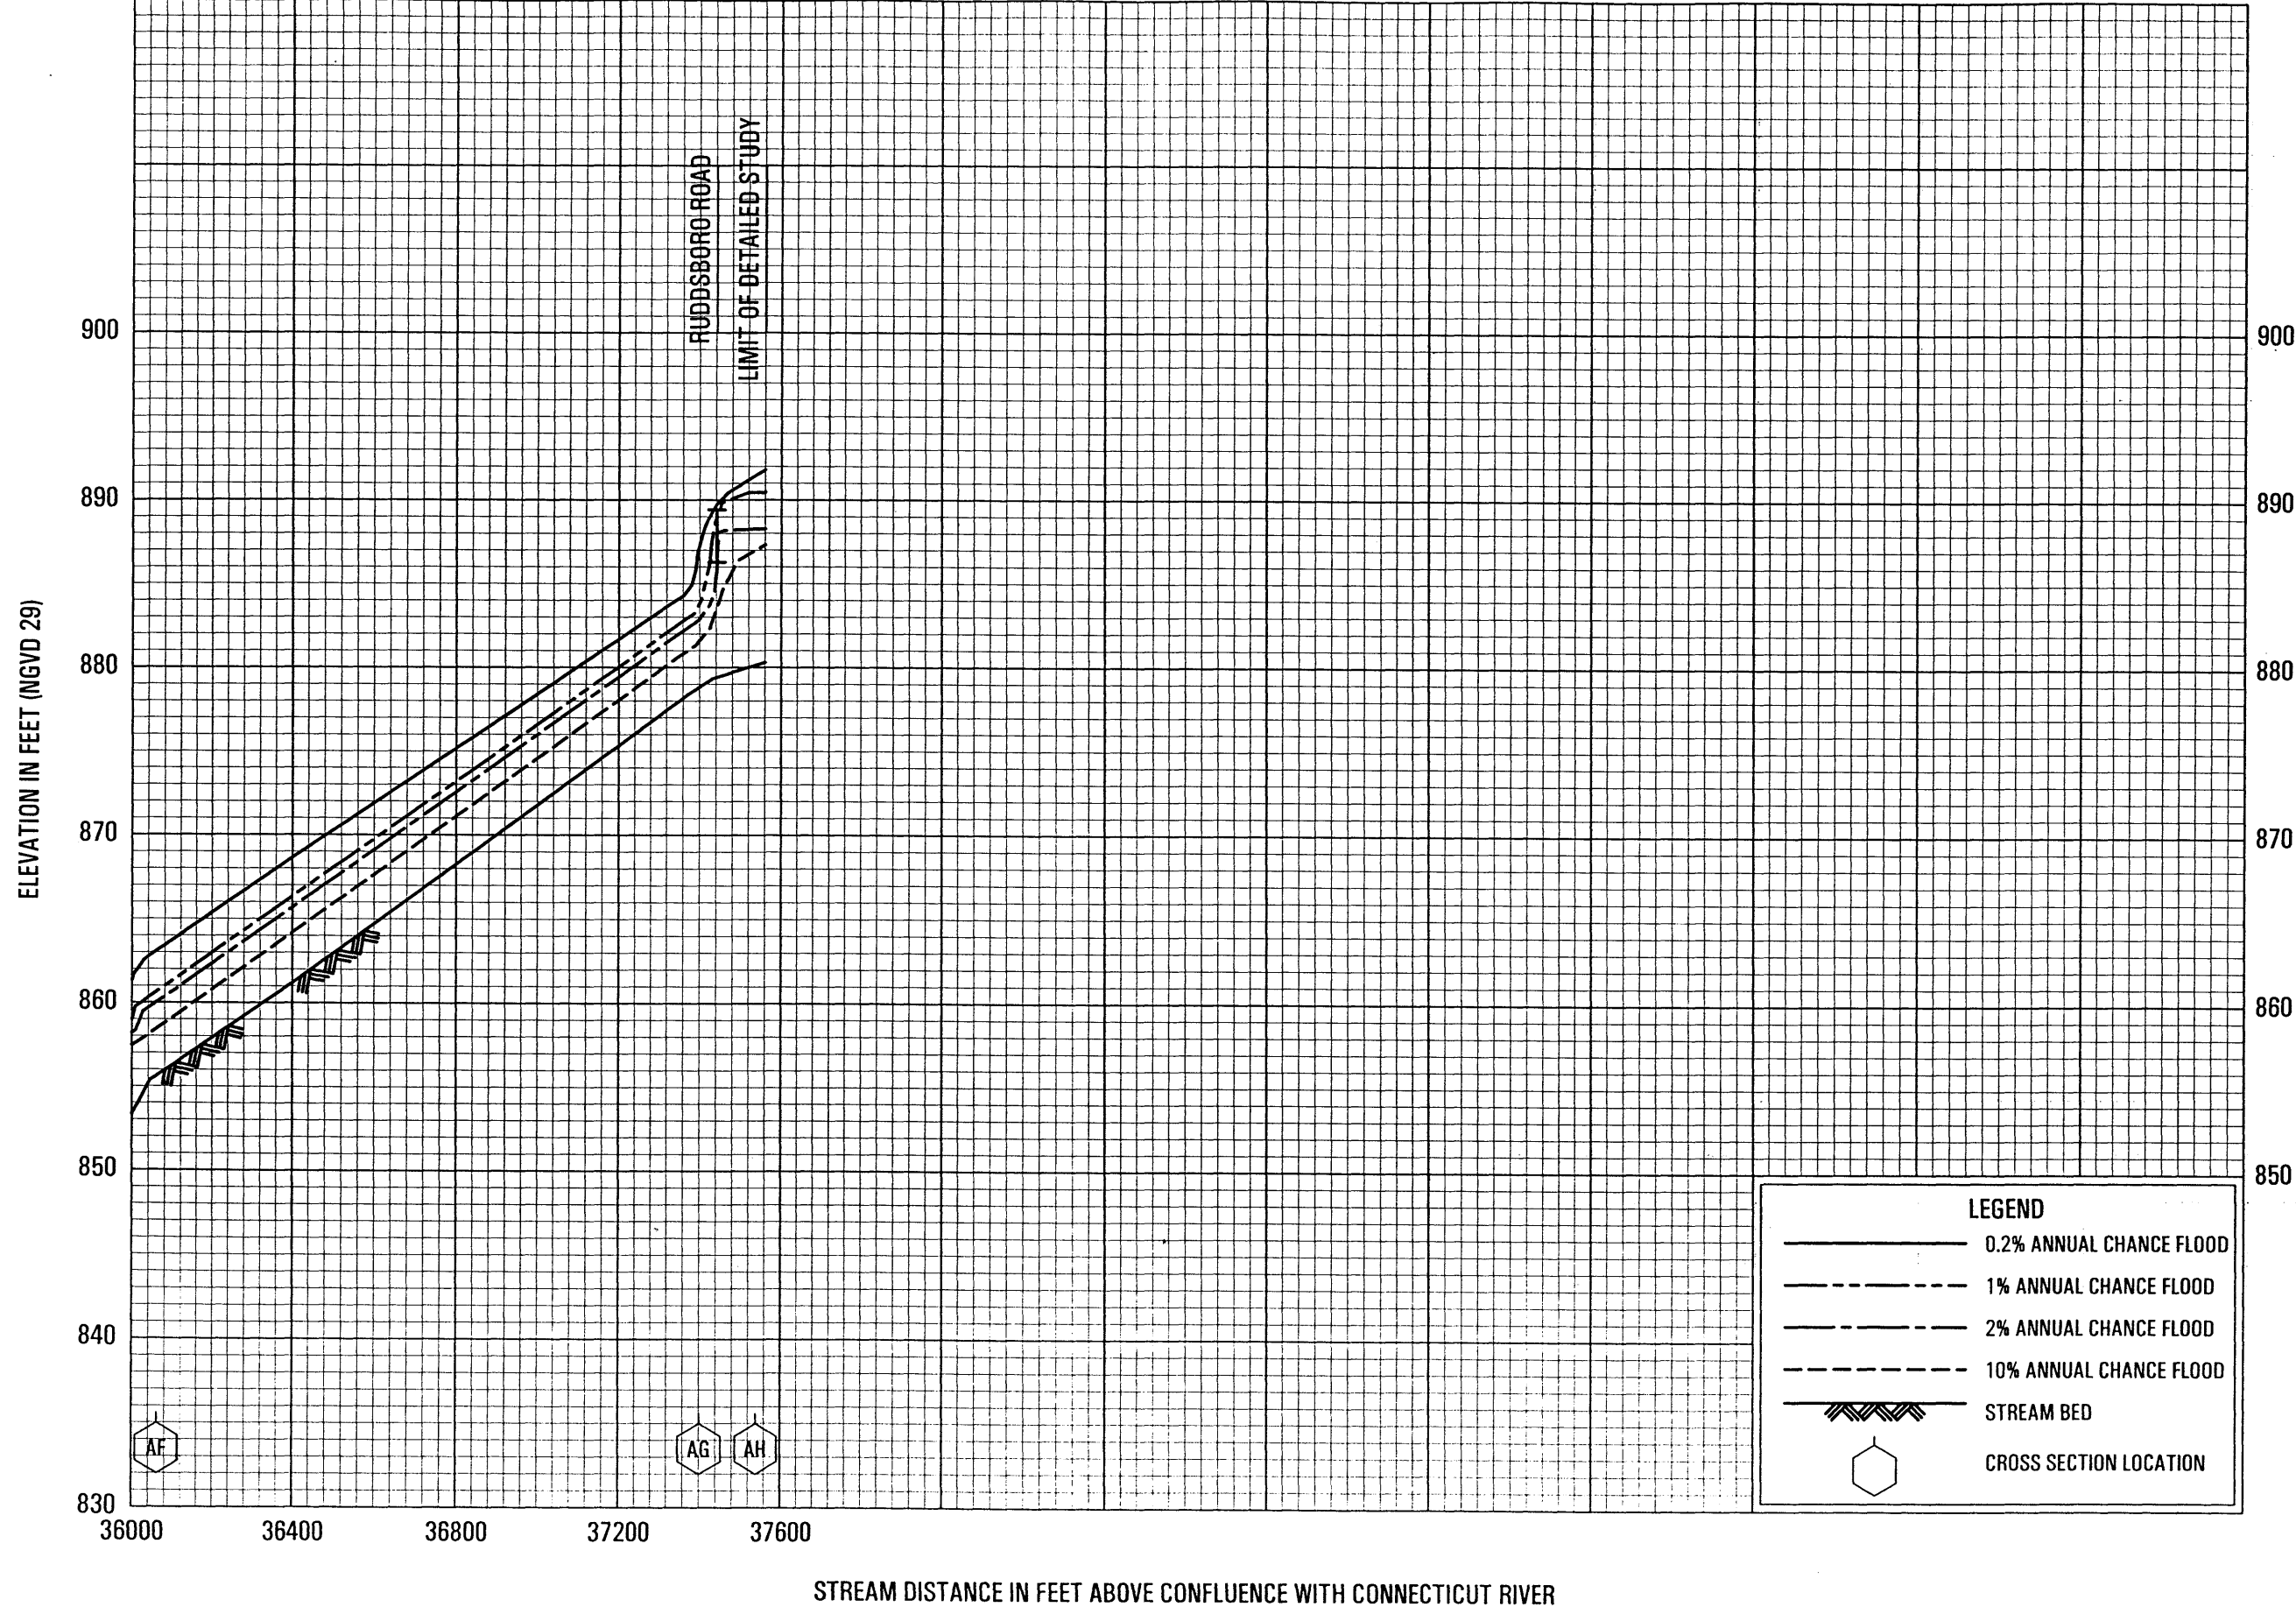 RUDDSBORO ROAD
LIMIT OF DETAILED STUDY
ELEVATION IN FEET (NGVD 29)
900
900
890
890
880
880
870
870
860
860
850
850
840
830
AF
AG
AH
36000
36400
36800
37200
37600
STREAM DISTANCE IN FEET ABOVE CONFLUENCE WITH CONNECTICUT RIVER
LEGEND
0.2% ANNUAL CHANCE FLOOD
1% ANNUAL CHANCE FLOOD
2% ANNUAL CHANCE FLOOD
10% ANNUAL CHANCE FLOOD
STREAM BED
CROSS SECTION LOCATION